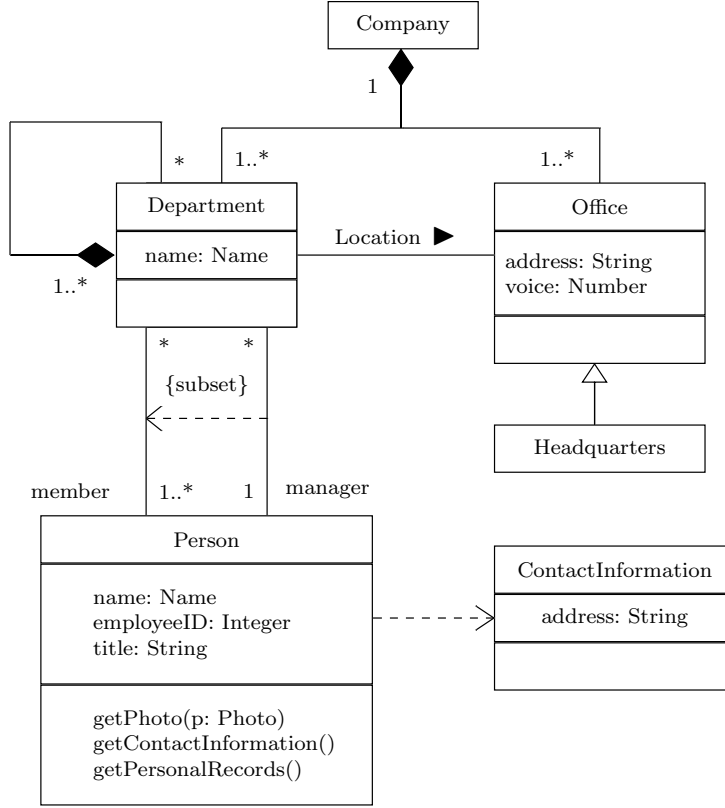 Company
1
*
1..*
1..*
Department
Office
Location
name: Name
address: String
voice: Number
1..*
*
*
{subset}
Headquarters
member
1..*
1
manager
Person
ContactInformation
name: Name
employeeID: Integer
title: String
address: String
getPhoto(p: Photo)
getContactInformation()
getPersonalRecords()